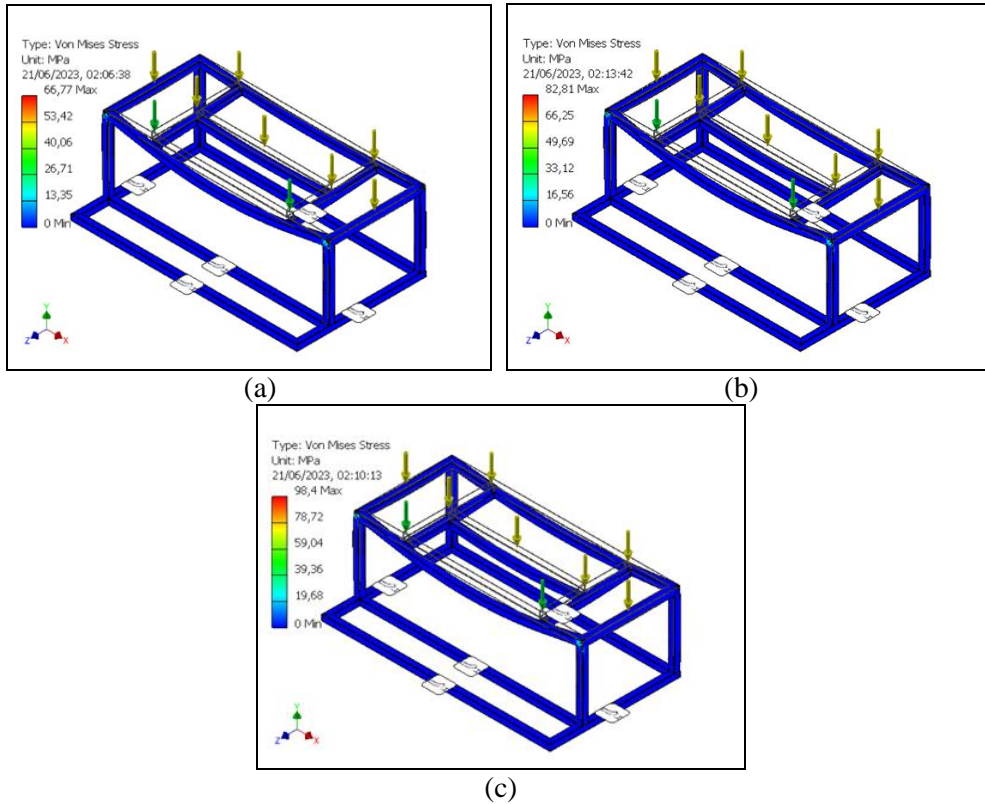 Type: Von Mises Stress
Unit: MPa
21/06/2023, 02:06:38
66,77 Max
53,42
40,06
26,71
13,35
0 Min
Y
Z
X
(a)
Type: Von Mises Stress
Unit: MPa
21/06/2023, 02:13:42
82,81 Max
66,25
49,69
33,12
16,56
0 Min
Y
Z
X
(b)
Type: Von Mises Stress
Unit: MPa
21/06/2023, 02:10:13
98,4 Max
78,72
59,04
39,36
19,68
0 Min
Y
Z
X
(c)